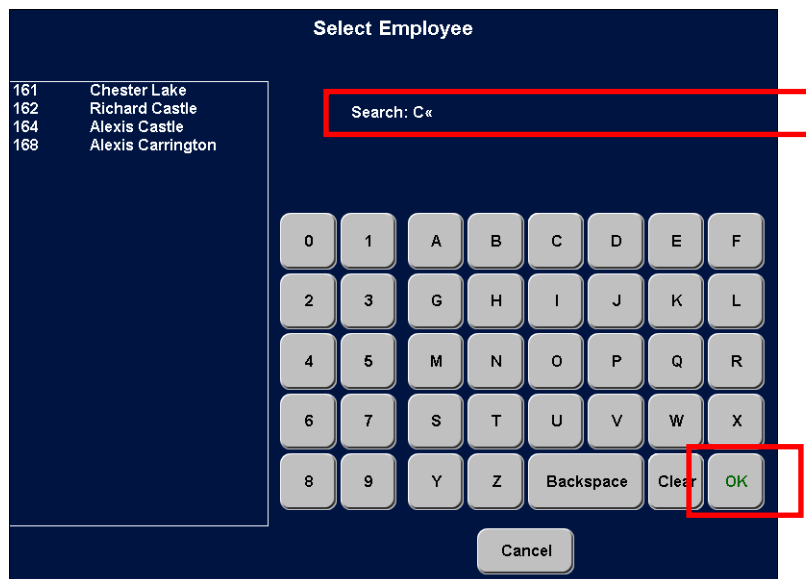 Select Employee
161 Chester Lake
162 Richard Castle
164 Alexis Castle
168 Alexis Carrington
Search: C«
0 1 A B C D E F
2 3 G H I J K L
4 5 M N O P Q R
6 7 S T U V W X
8 9 Y Z Backspace Clear OK
Cancel